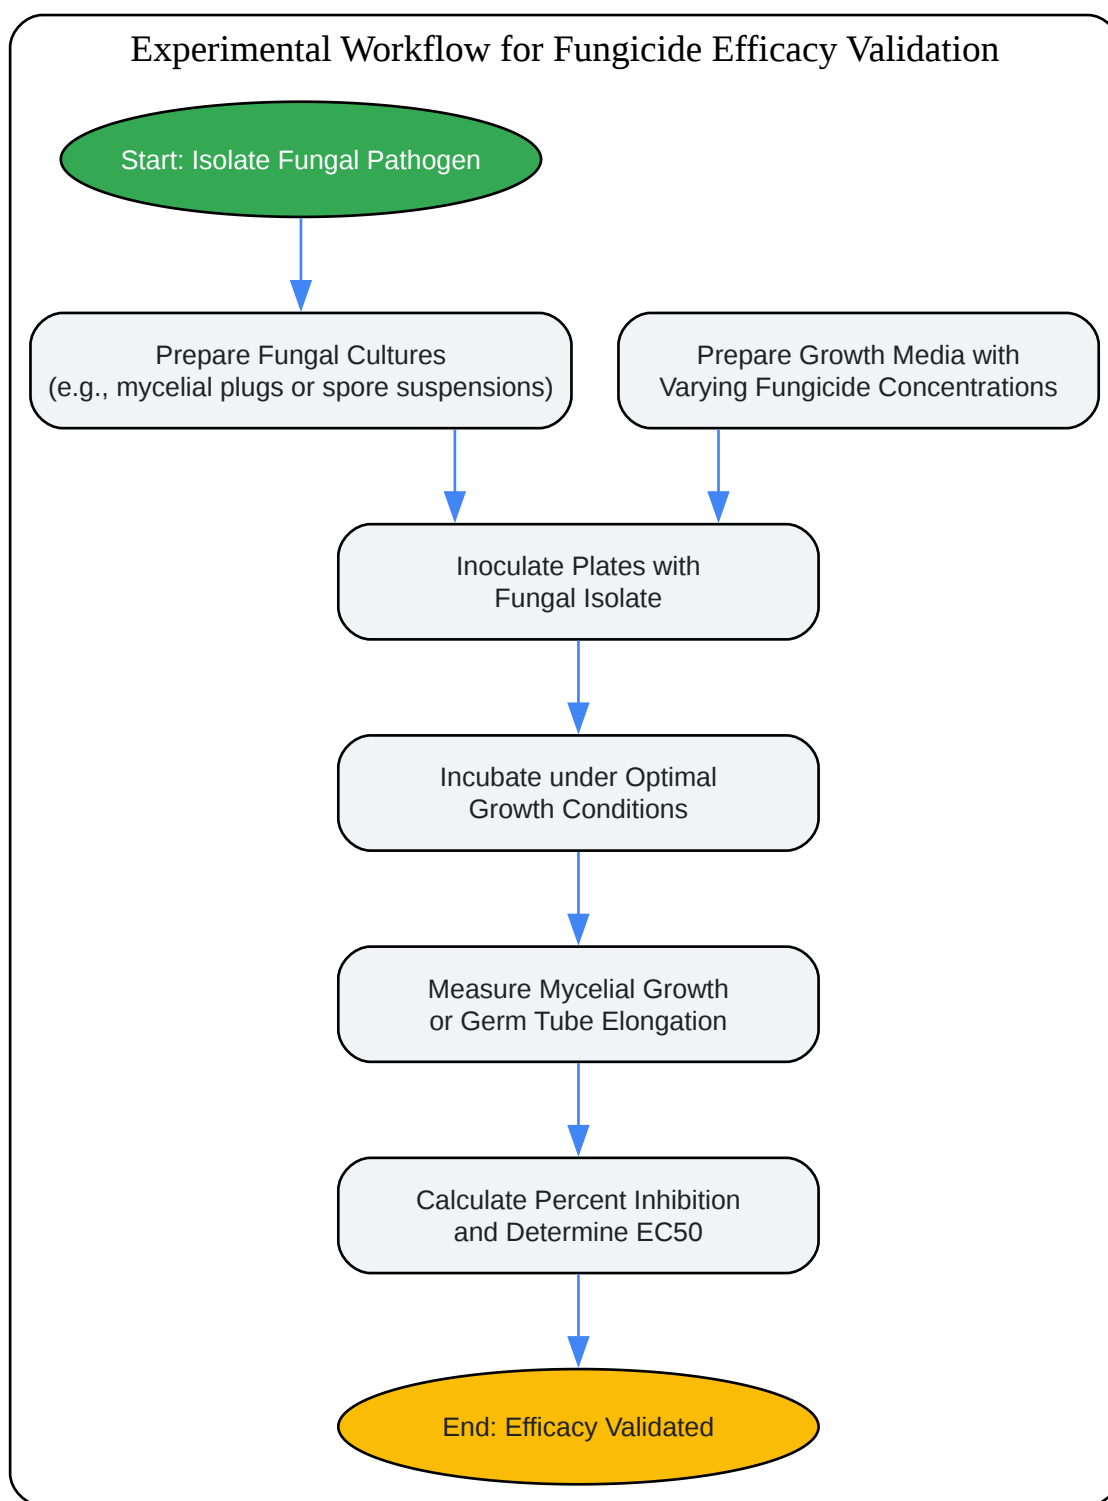 Experimental Workflow for Fungicide Efficacy Validation
Start: Isolate Fungal Pathogen
Prepare Fungal Cultures
(e.g., mycelial plugs or spore suspensions)
Prepare Growth Media with
Varying Fungicide Concentrations
Inoculate Plates with
Fungal Isolate
Incubate under Optimal
Growth Conditions
Measure Mycelial Growth
or Germ Tube Elongation
Calculate Percent Inhibition
and Determine EC50
End: Efficacy Validated